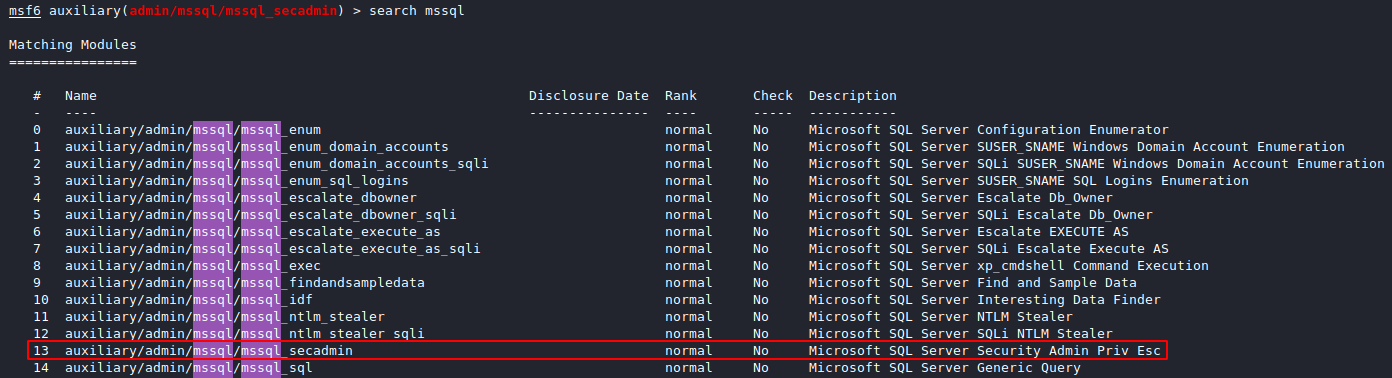 msf6 auxiliary(admin/mssql/mssql_secadmin) > search mssql
Matching Modules
================
#   Name                                                      Disclosure Date  Rank       Check  Description
-   ----                                                      ---------------  ----       -----  -----------
0   auxiliary/admin/mssql/mssql_enum                                           normal     No     Microsoft SQL Server Configuration Enumerator
1   auxiliary/admin/mssql/mssql_enum_domain_accounts                           normal     No     Microsoft SQL Server SUSER_SNAME Windows Domain Account Enumeration
2   auxiliary/admin/mssql/mssql_enum_domain_accounts_sqli                      normal     No     Microsoft SQL Server SQLi SUSER_SNAME Windows Domain Account Enumeration
3   auxiliary/admin/mssql/mssql_enum_sql_logins                                normal     No     Microsoft SQL Server SUSER_SNAME SQL Logins Enumeration
4   auxiliary/admin/mssql/mssql_escalate_dbowner                               normal     No     Microsoft SQL Server Escalate Db_Owner
5   auxiliary/admin/mssql/mssql_escalate_dbowner_sqli                          normal     No     Microsoft SQL Server SQLi Escalate Db_Owner
6   auxiliary/admin/mssql/mssql_escalate_execute_as                            normal     No     Microsoft SQL Server Escalate EXECUTE AS
7   auxiliary/admin/mssql/mssql_escalate_execute_as_sqli                       normal     No     Microsoft SQL Server SQLi Escalate Execute AS
8   auxiliary/admin/mssql/mssql_exec                                           normal     No     Microsoft SQL Server xp_cmdshell Command Execution
9   auxiliary/admin/mssql/mssql_findandsampledata                              normal     No     Microsoft SQL Server Find and Sample Data
10  auxiliary/admin/mssql/mssql_idf                                            normal     No     Microsoft SQL Server Interesting Data Finder
11  auxiliary/admin/mssql/mssql_ntlm_stealer                                   normal     No     Microsoft SQL Server NTLM Stealer
12  auxiliary/admin/mssql/mssql_ntlm_stealer_sqli                              normal     No     Microsoft SQL Server SQLi NTLM Stealer
13  auxiliary/admin/mssql/mssql_secadmin                                       normal     No     Microsoft SQL Server Security Admin Priv Esc
14  auxiliary/admin/mssql/mssql_sql                                            normal     No     Microsoft SQL Server Generic Query